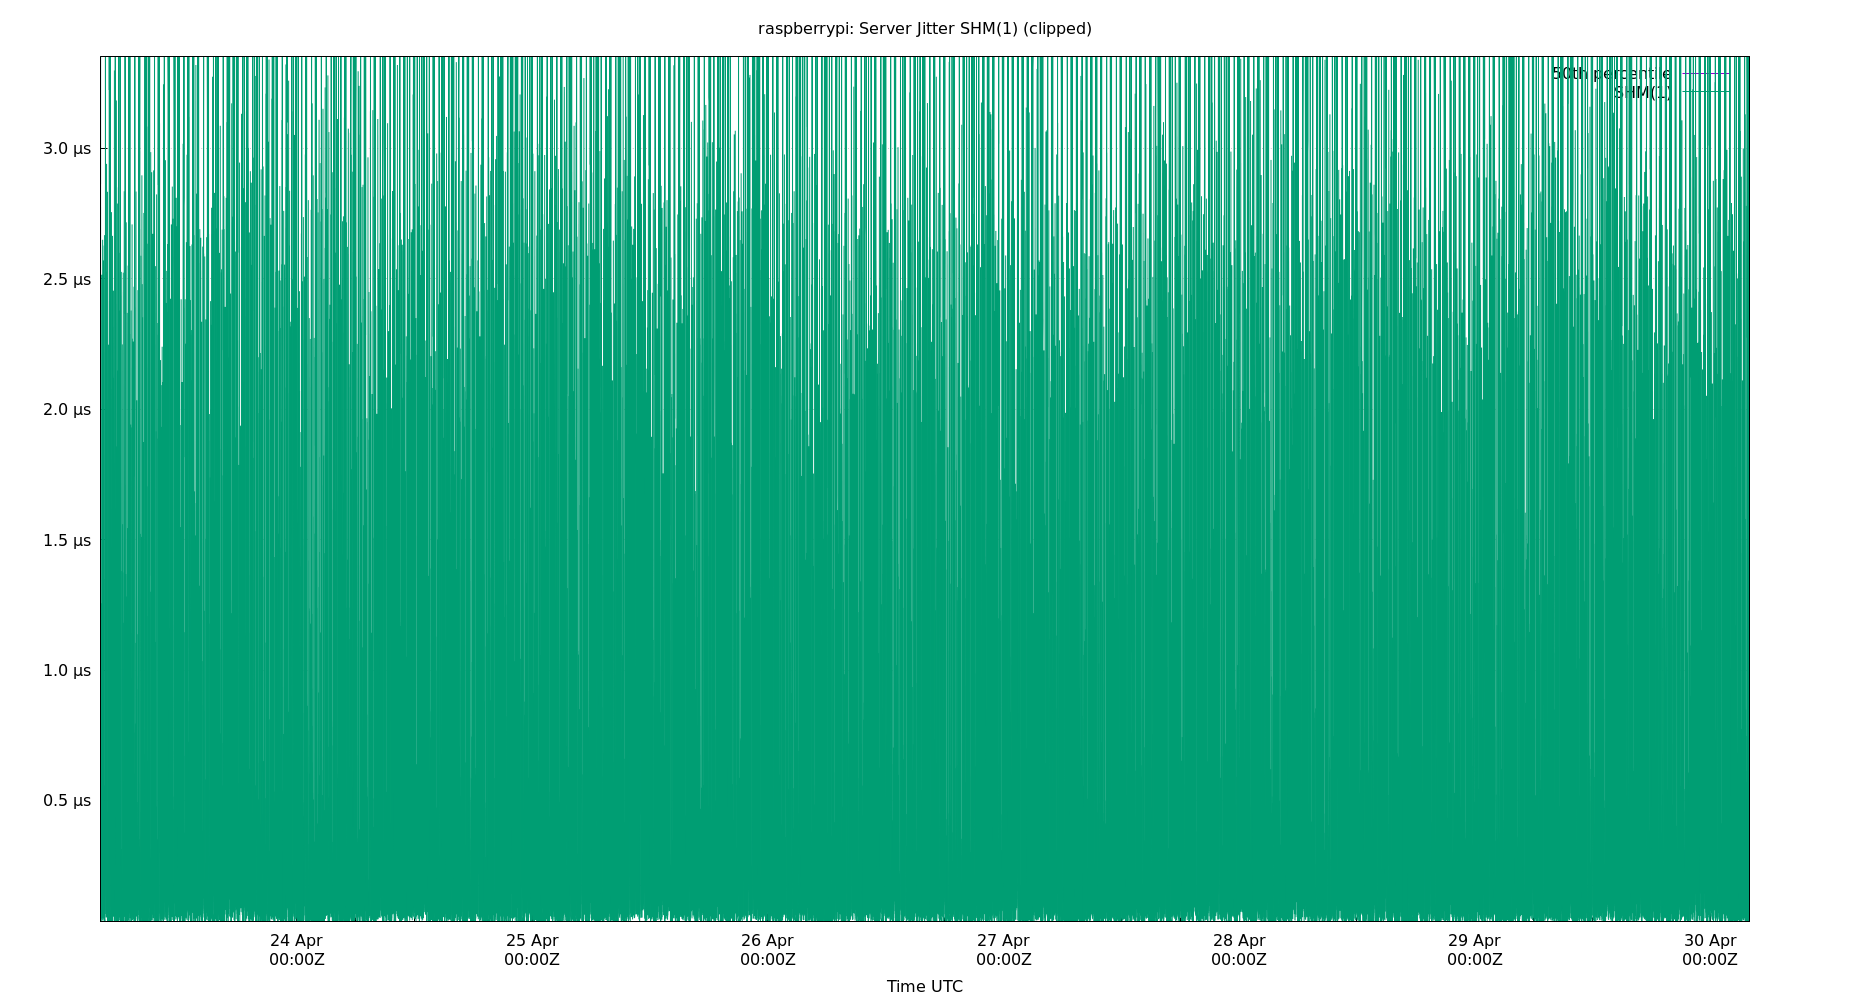 raspberrypi: Server Jitter SHM(1) (clipped)
50th percentile
SHM(1)
3.0 µs
2.5 µs
2.0 µs
1.5 µs
1.0 µs
0.5 µs
24 Apr 25 Apr 26 Apr 27 Apr 28 Apr 29 Apr 30 Apr
00:00Z 00:00Z 00:00Z 00:00Z 00:00Z 00:00Z 00:00Z
Time UTC